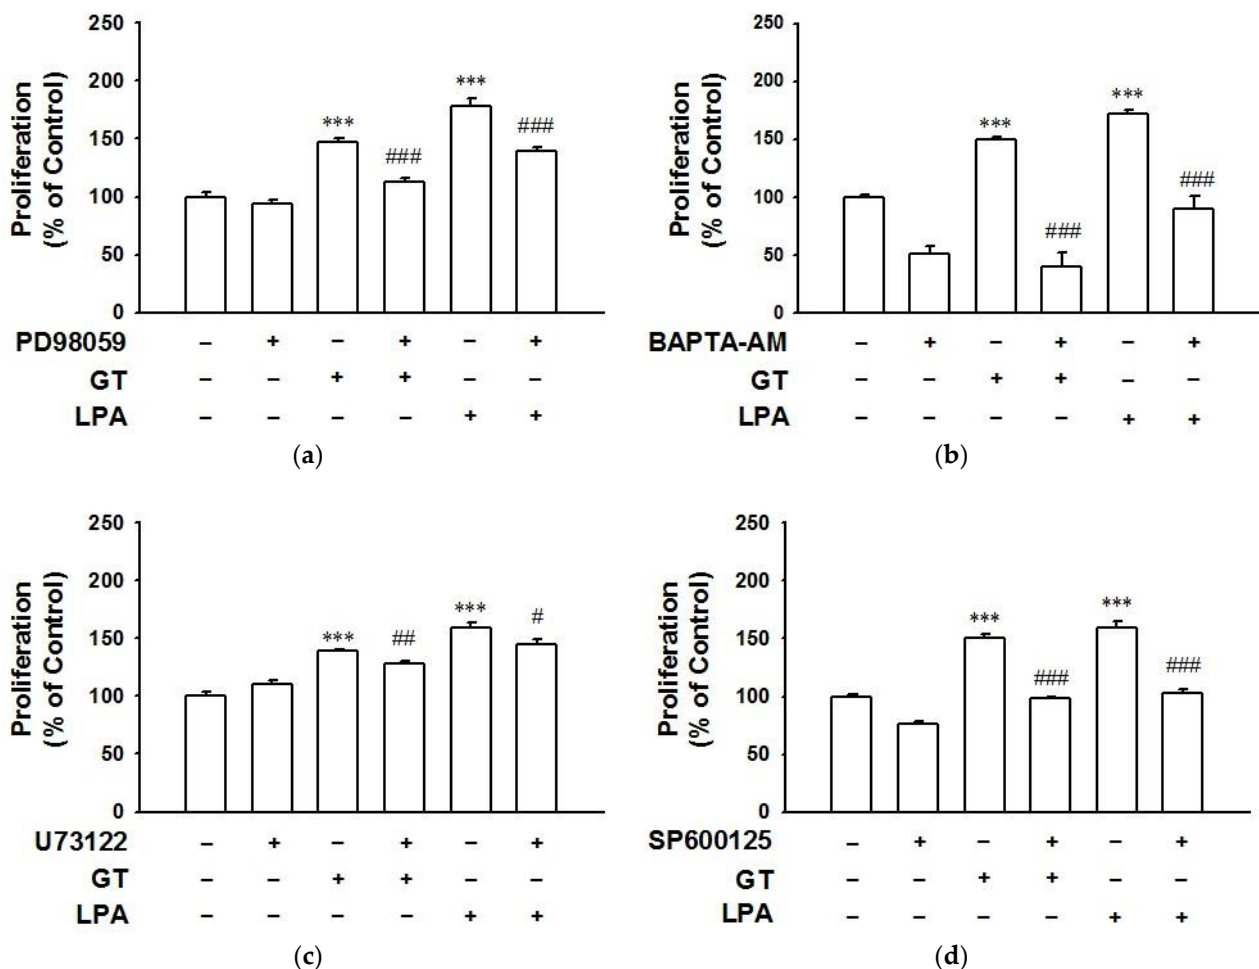 250
200
150
100
50
0
Proliferation
(% of Control)
***
###
***
###
PD98059 – + – + – +
GT – – + + – –
LPA – – – – + +
(a)
250
200
150
100
50
0
Proliferation
(% of Control)
***
###
***
###
BAPTA-AM – + – + – +
GT – – + + – –
LPA – – – – + +
(b)
250
200
150
100
50
0
Proliferation
(% of Control)
***
##
***
#
U73122 – + – + – +
GT – – + + – –
LPA – – – – + +
(c)
250
200
150
100
50
0
Proliferation
(% of Control)
***
###
***
###
SP600125 – + – + – +
GT – – + + – –
LPA – – – – + +
(d)